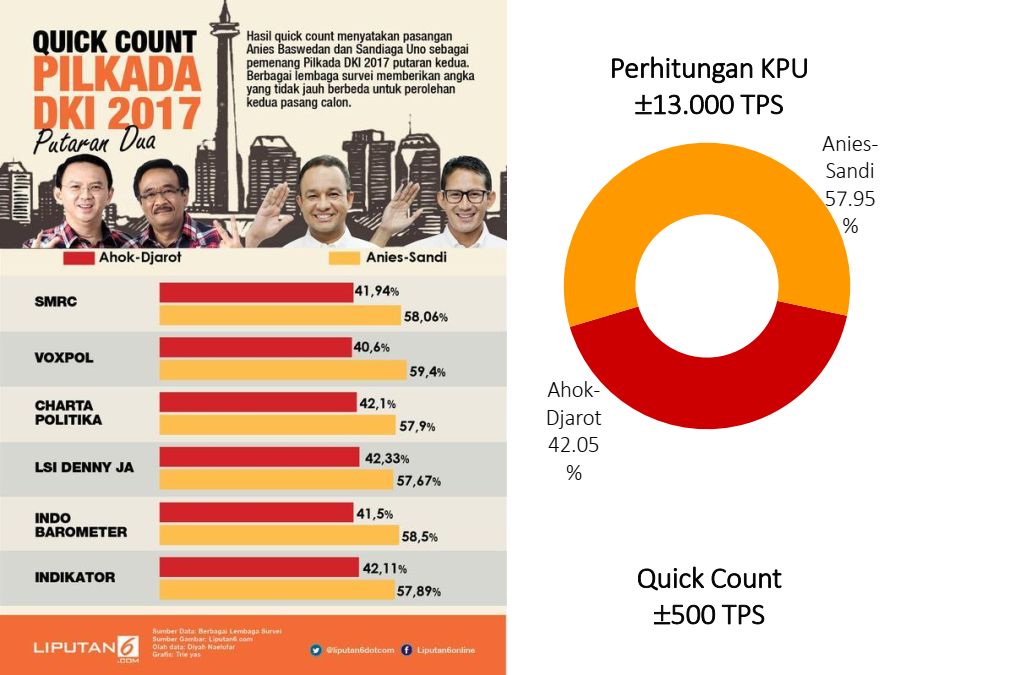 QUICK COUNT
PILKADA
DKI 2017
Putaran Dua
Hasil quick count menyatakan pasangan
Anies Baswedan dan Sandiaga Uno sebagai
pemenang Pilkada DKI 2017 putaran kedua.
Berbagai lembaga survei memberikan angka
yang tidak jauh berbeda untuk perolehan
kedua pasang calon.
Ahok-Djarot
Anies-Sandi
SMRC
41,94%
58,06%
VOXPOL
40,6%
59,4%
CHARTA
POLITIKA
42,1%
57,9%
LSI DENNY JA
42,33%
57,67%
INDO
BAROMETER
41,5%
58,5%
INDIKATOR
42,11%
57,89%
LIPUTAN 6
.COM
Sumber Data: Berbagai Lembaga Survei
Sumber Gambar: Liputan6.com
Olah data: Diyah Naelufar
Grafis: Trie yas
@liputan6dotcom
Liputan6online
Perhitungan KPU
±13.000 TPS
Anies-
Sandi
57.95
%
Ahok-
Djarot
42.05
%
Quick Count
±500 TPS